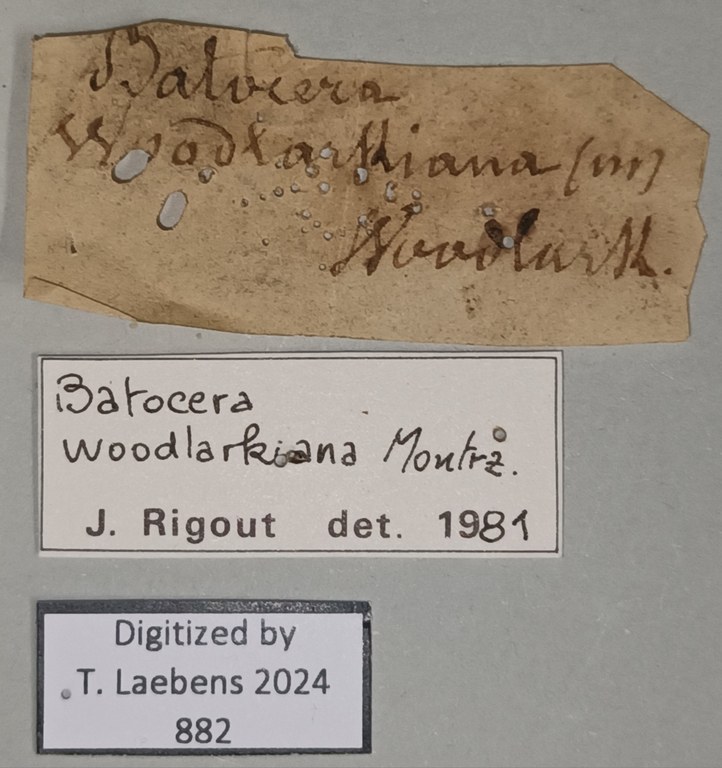 Batocera
Woodlarkiana (m)
Woodlark.
Batocera
woodlarkiana Montrz.
J. Rigout det. 1981
Digitized by
T. Laebens 2024
882